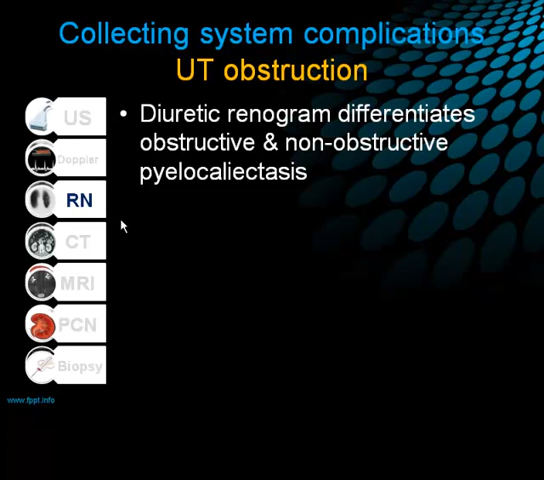 Collecting system complications
UT obstruction
US
Doppler
RN
CT
MRI
PCN
Biopsy
• Diuretic renogram differentiates
obstructive & non-obstructive
pyelocaliectasis
www.fppt.info